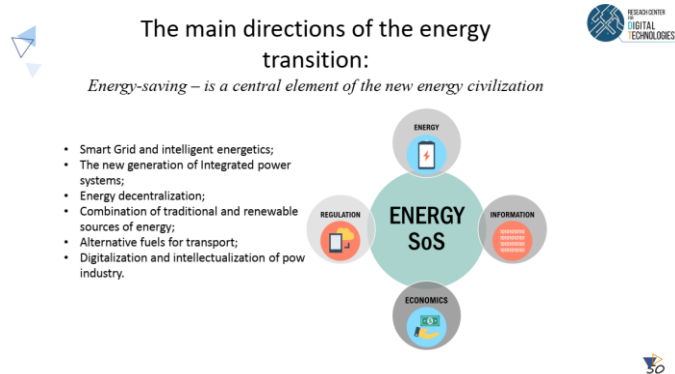 The main directions of the energy
transition:
Energy-saving – is a central element of the new energy civilization
RESEACH CENTER
FOR
DIGITAL
TECHNOLOGIES
• Smart Grid and intelligent energetics;
• The new generation of Integrated power
systems;
• Energy decentralization;
• Combination of traditional and renewable
sources of energy;
• Alternative fuels for transport;
• Digitalization and intellectualization of pow
industry.
ENERGY
REGULATION
ENERGY
SoS
INFORMATION
ECONOMICS
50